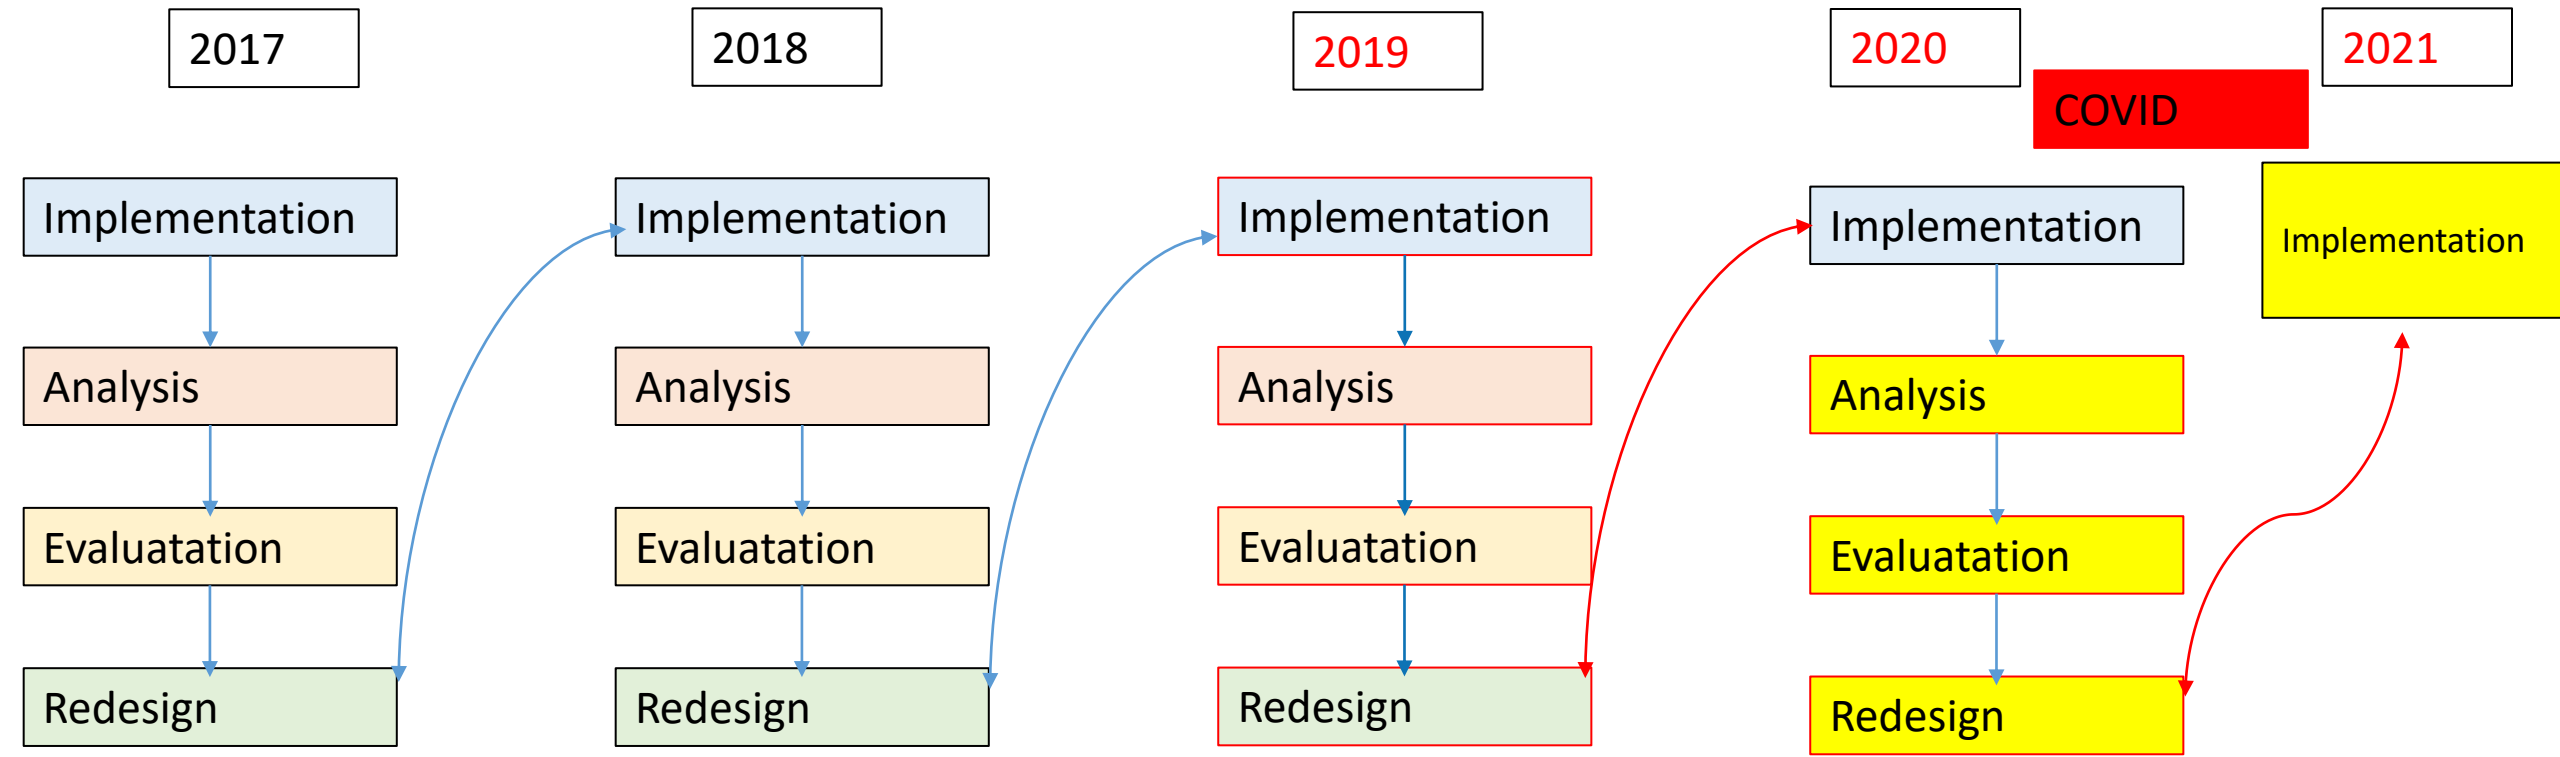 2017
2018
2019
2020
2021
COVID
Implementation
Implementation
Implementation
Implementation
Implementation
Analysis
Analysis
Analysis
Analysis
Evaluatation
Evaluatation
Evaluatation
Evaluatation
Redesign
Redesign
Redesign
Redesign